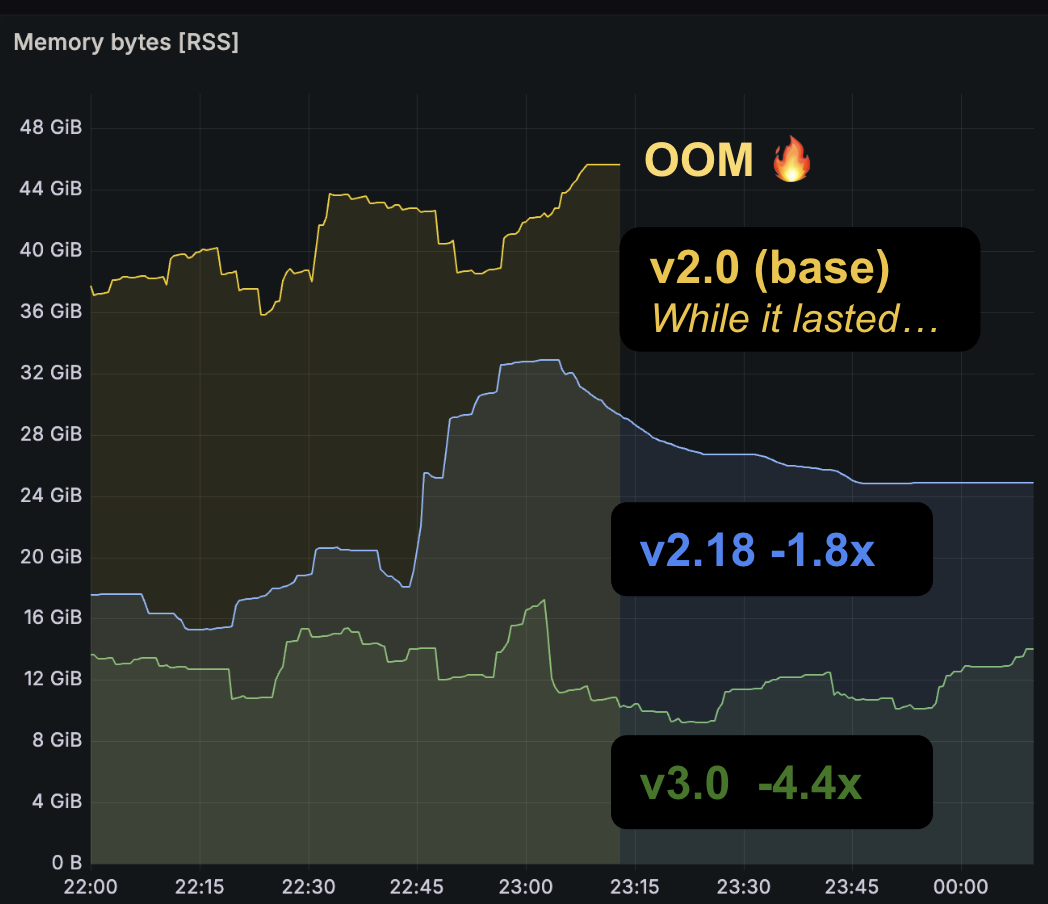 Memory bytes [RSS]
48 GiB
44 GiB
40 GiB
36 GiB
32 GiB
28 GiB
24 GiB
20 GiB
16 GiB
12 GiB
8 GiB
4 GiB
0 B
OOM 🔥
v2.0 (base)
While it lasted…
v2.18 -1.8x
v3.0 -4.4x
22:00 22:15 22:30 22:45 23:00 23:15 23:30 23:45 00:00